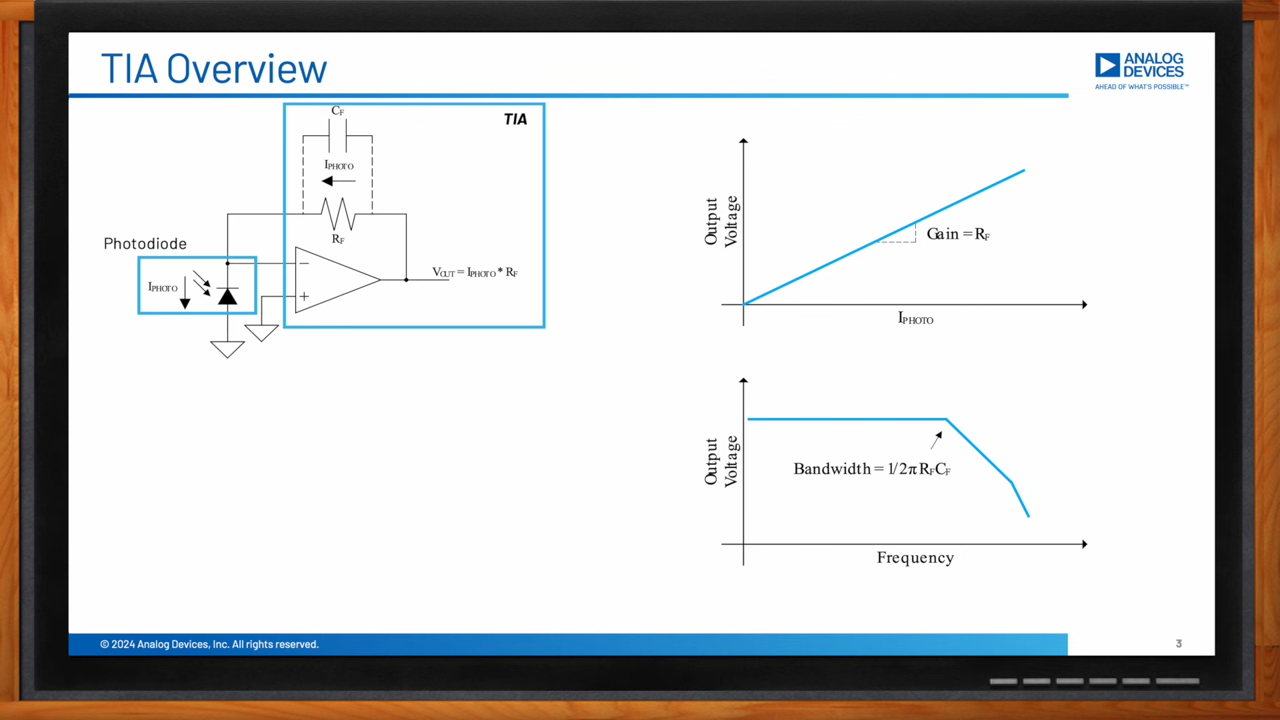 TIA Overview
ANALOG
DEVICES
AHEAD OF WHAT'S POSSIBLE™
TIA
CF
IPHOTO
RF
Photodiode
IPHOTO
−
+
VOUT = IPHOTO * RF
Output
Voltage
Gain = RF
IPHOTO
Output
Voltage
Bandwidth = 1/2π RFCF
Frequency
© 2024 Analog Devices, Inc. All rights reserved.
3